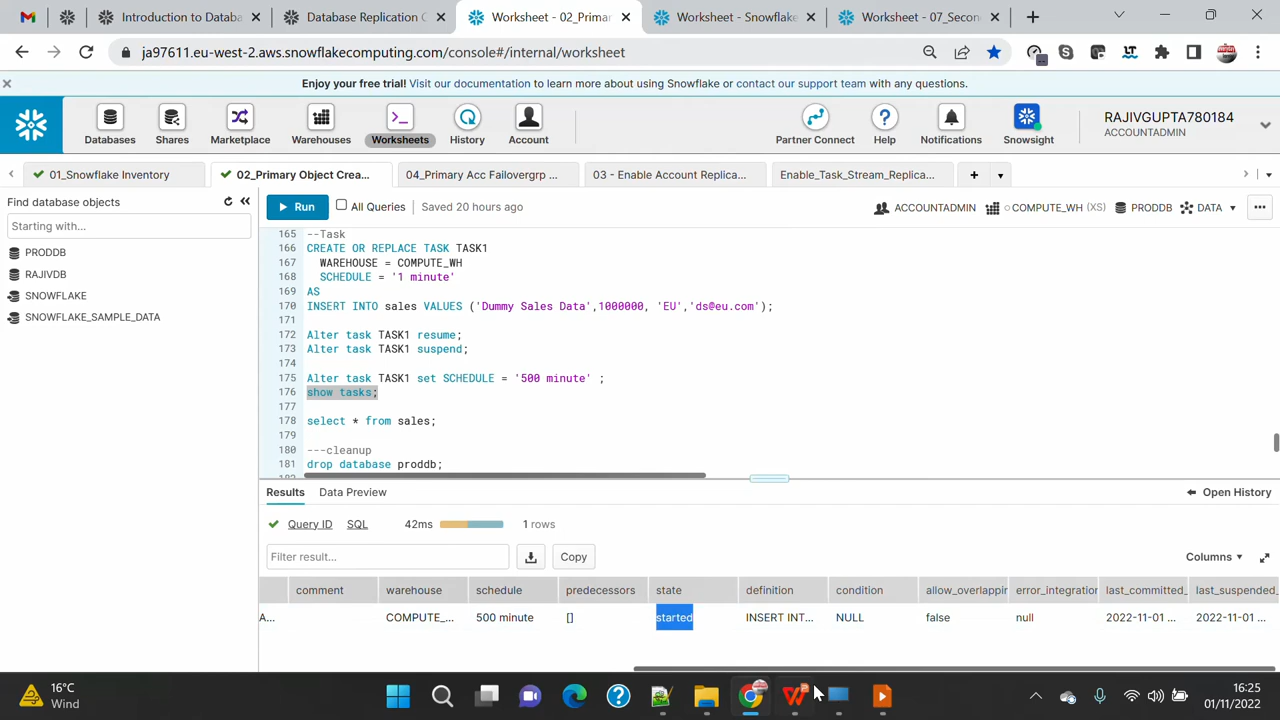 Introduction to Databa
Database Replication C
Worksheet - 02_Primar
Worksheet - Snowflake
Worksheet - 07_Secon
ja97611.eu-west-2.aws.snowflakecomputing.com/console#/internal/worksheet
Enjoy your free trial! Visit our documentation to learn more about using Snowflake or contact our support team with any questions.
Databases
Shares
Marketplace
Warehouses
Worksheets
History
Account
Partner Connect
Help
Notifications
Snowsight
RAJIVGUPTA780184
ACCOUNTADMIN
01_Snowflake Inventory
02_Primary Object Crea...
04_Primary Acc Failovergrp ...
03 - Enable Account Replica...
Enable_Task_Stream_Replica...
Find database objects
Starting with...
PRODDB
RAJIVDB
SNOWFLAKE
SNOWFLAKE_SAMPLE_DATA
Run
All Queries
Saved 20 hours ago
ACCOUNTADMIN
COMPUTE_WH (XS)
PRODDB
DATA
165 --Task
166 CREATE OR REPLACE TASK TASK1
167 WAREHOUSE = COMPUTE_WH
168 SCHEDULE = '1 minute'
169 AS
170 INSERT INTO sales VALUES ('Dummy Sales Data',1000000, 'EU','ds@eu.com');
171
172 Alter task TASK1 resume;
173 Alter task TASK1 suspend;
174
175 Alter task TASK1 set SCHEDULE = '500 minute' ;
176 show tasks;
177
178 select * from sales;
179
180 ---cleanup
181 drop database proddb;
Results
Data Preview
Open History
Query ID
SQL
42ms
1 rows
Filter result...
Copy
Columns
comment warehouse schedule predecessors state definition condition allow_overlappin error_integration last_committed_ last_suspended_
A... COMPUTE_... 500 minute [] started INSERT INT... NULL false null 2022-11-01 ... 2022-11-01 ...
16°C
Wind
16:25
01/11/2022